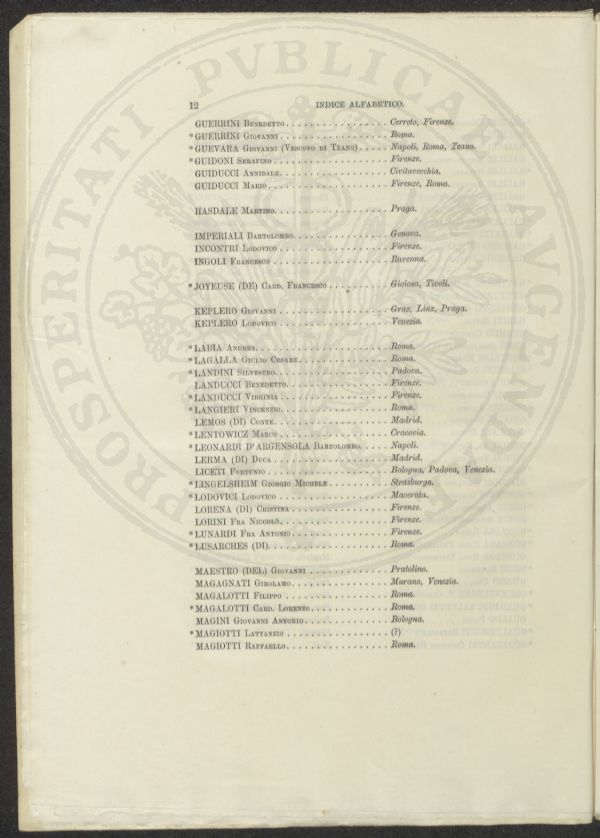 12 INDICE ALFABETICO.
GUERRINI BENEDETTO . . . . . . . . . . . . . . . . . Cerreto, Firenze.
*GUERRINI GIOVANNI . . . . . . . . . . . . . . . . . Roma.
*GUEVARA GIOVANNI (VESCOVO DI TEANO) . . . . . Napoli, Roma, Teano.
*GUIDONI SERAFINO . . . . . . . . . . . . . . . . . . Firenze.
GUIDUCCI ANNIBALE. . . . . . . . . . . . . . . . . . Civitavecchia.
GUIDUCCI MARIO . . . . . . . . . . . . . . . . . . . Firenze, Roma.
HASDALE MARTINO. . . . . . . . . . . . . . . . . . Praga.
IMPERIALI BARTOLOMEO. . . . . . . . . . . . . . . Genova.
INCONTRI LODOVICO . . . . . . . . . . . . . . . . . Firenze.
INGOLI FRANCESCO . . . . . . . . . . . . . . . . . . Ravenna.
*JOYEUSE (DE) CARD. FRANCESCO . . . . . . . . . . Gioiosa, Tivoli.
KEPLERO GIOVANNI . . . . . . . . . . . . . . . . . Graz, Linz, Praga.
KEPLERO LODOVICO . . . . . . . . . . . . . . . . . Venezia.
*LABIA ANDREA. . . . . . . . . . . . . . . . . . . . Roma.
*LAGALLA GIULIO CESARE. . . . . . . . . . . . . . . Roma.
*LANDINI SILVESTRO. . . . . . . . . . . . . . . . . . Padova.
LANDUCCI BENEDETTO. . . . . . . . . . . . . . . . Firenze.
*LANDUCCI VIRGINIA . . . . . . . . . . . . . . . . . Firenze.
*LANGIERI VINCENZIO. . . . . . . . . . . . . . . . . Roma.
LEMOS (DI) CONTE. . . . . . . . . . . . . . . . . . Madrid.
*LENTOWICZ MARCO . . . . . . . . . . . . . . . . . Cracovia.
*LEONARDI D'ARGENSOLA BARTOLOMEO. . . . . Napoli.
LERMA (DI) DUCA . . . . . . . . . . . . . . . . . . Madrid.
LICETI FORTUNIO . . . . . . . . . . . . . . . . . . . Bologna, Padova, Venezia.
*LINGELSHEIM GIORGIO MICHELE . . . . . . . . . . Strasburgo.
*LODOVICI LODOVICO . . . . . . . . . . . . . . . . . Macerata.
LORENA (DI) CRISTINA . . . . . . . . . . . . . . . Firenze.
LORINI FRA NICCOLÒ. . . . . . . . . . . . . . . . . Firenze.
*LUNARDI FRA ANTONIO . . . . . . . . . . . . . . . Firenze.
*LUSARCHES (DI). . . . . . . . . . . . . . . . . . . Roma.
MAESTRO (DEL) GIOVANNI . . . . . . . . . . . . . Pratolino.
MAGAGNATI GIROLAMO . . . . . . . . . . . . . . . Murano, Venezia.
MAGALOTTI FILIPPO . . . . . . . . . . . . . . . . . Roma.
*MAGALOTTI CARD. LORENZO . . . . . . . . . . . . . Roma.
MAGINI GIOVANNI ANTONIO . . . . . . . . . . . . . Bologna.
*MAGIOTTI LATTANZIO . . . . . . . . . . . . . . . . (?)
MAGIOTTI RAFFAELLO. . . . . . . . . . . . . . . . Roma.
PROSPERITATI PVBLICAE AVGENDAE